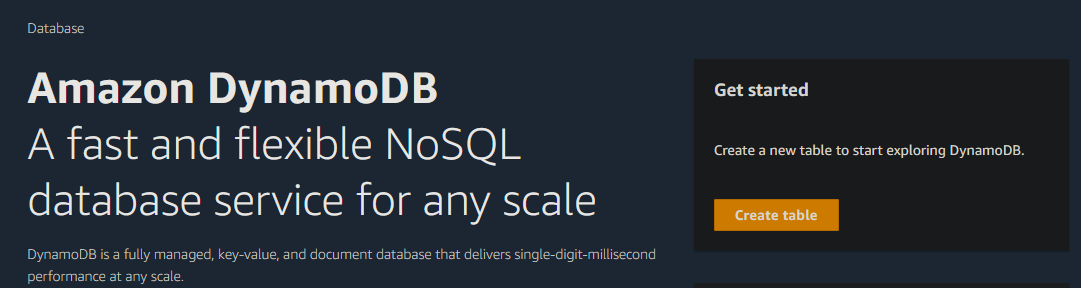 Database
Amazon DynamoDB
A fast and flexible NoSQL
database service for any scale
DynamoDB is a fully managed, key-value, and document database that delivers single-digit-millisecond
performance at any scale.
Get started
Create a new table to start exploring DynamoDB.
Create table